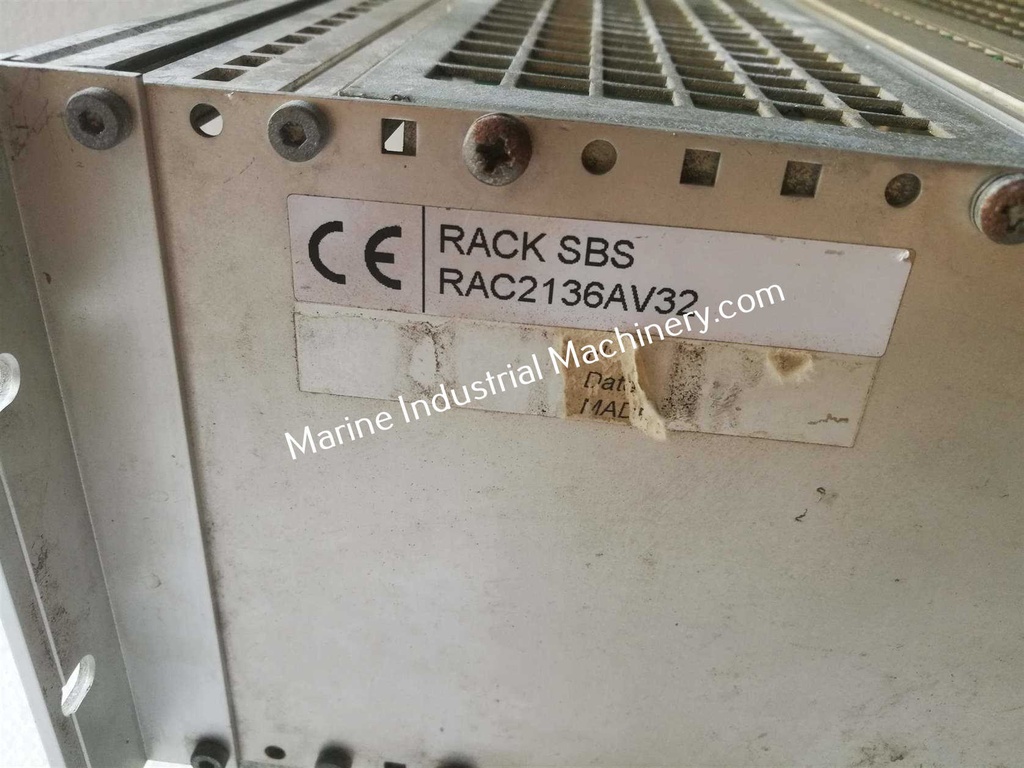 CE
RACK SBS
RAC2136AV32
Marine Industrial Machinery.com